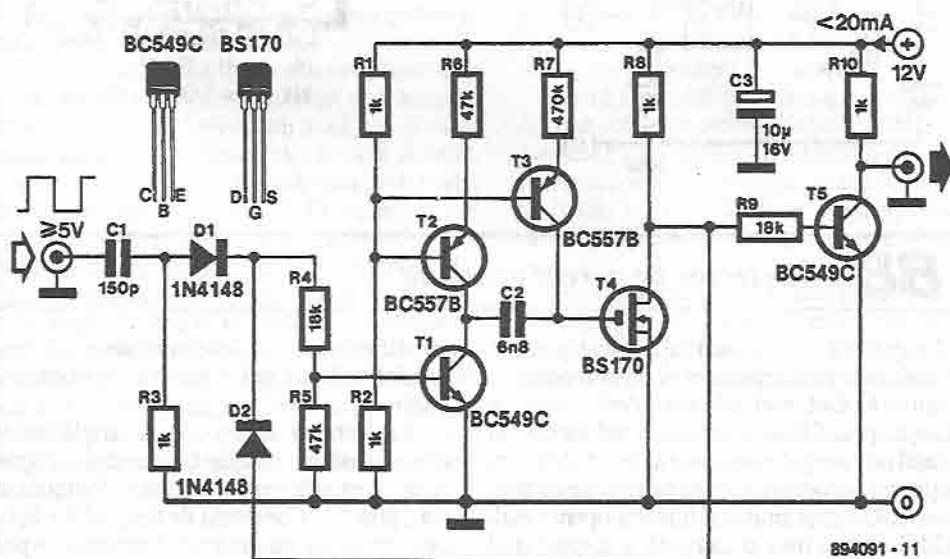 BC549C BS170
C B E
D G S
≥5V
C1
150p
D1
1N4148
R3
1k
D2
1N4148
R4
18k
R5
47k
R1
1k
R2
1k
R6
47k
T2
BC557B
T1
BC549C
R7
470k
T3
BC557B
C2
6n8
T4
BS170
R8
1k
C3
10µ
16V
R9
18k
<20mA
12V
R10
1k
T5
BC549C
0
894091 - 11